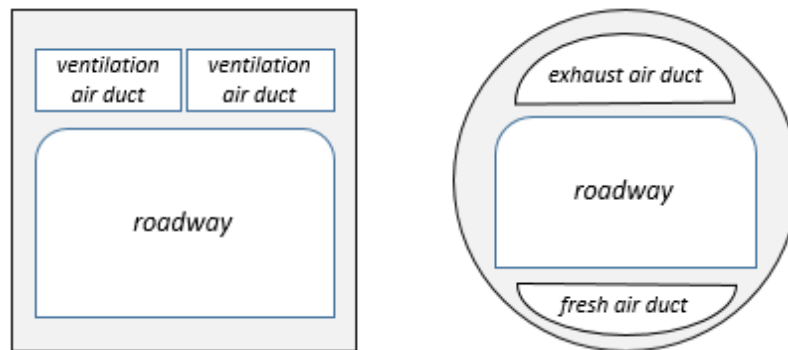 ventilation
air duct
ventilation
air duct
roadway
exhaust air duct
roadway
fresh air duct